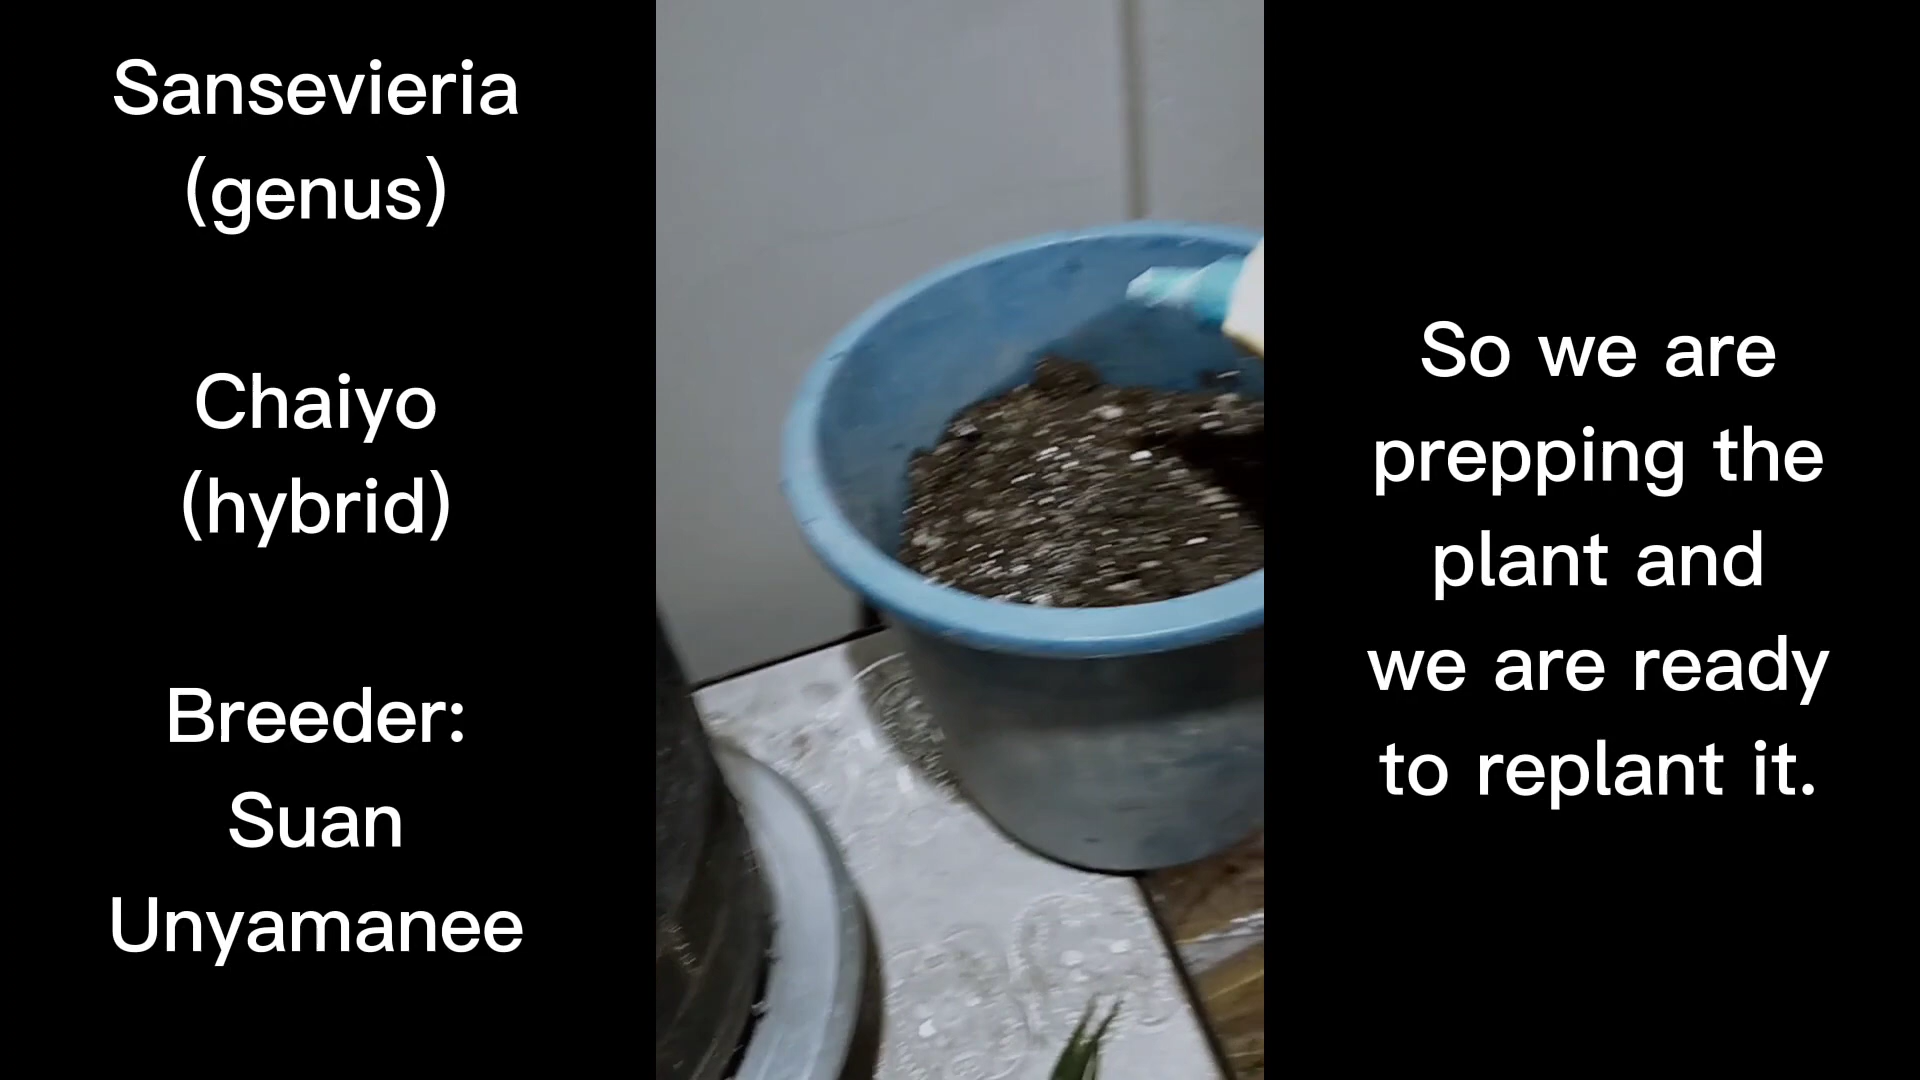 Sansevieria
(genus)
Chaiyo
(hybrid)
Breeder:
Suan
Unyamanee
So we are
prepping the
plant and
we are ready
to replant it.